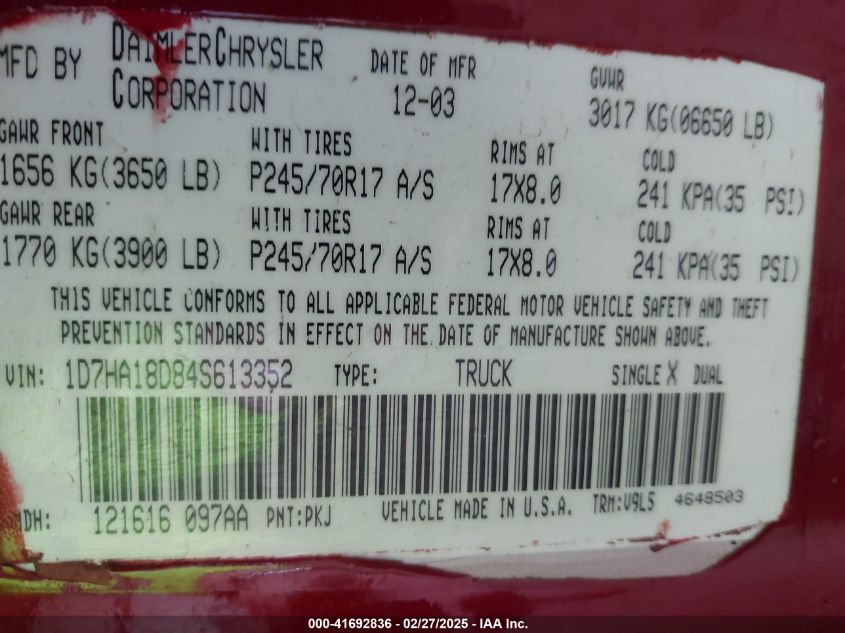 MFD BY DAIMLERCHRYSLER CORPORATION DATE OF MFR 12-03 GVWR 3017 KG(06650 LB)
GAWR FRONT WITH TIRES RIMS AT COLD
1656 KG(3650 LB) P245/70R17 A/S 17X8.0 241 KPA(35 PSI)
GAWR REAR WITH TIRES RIMS AT COLD
1770 KG(3900 LB) P245/70R17 A/S 17X8.0 241 KPA(35 PSI)
THIS VEHICLE CONFORMS TO ALL APPLICABLE FEDERAL MOTOR VEHICLE SAFETY AND THEFT
PREVENTION STANDARDS IN EFFECT ON THE DATE OF MANUFACTURE SHOWN ABOVE.
VIN: 1D7HA18D84S613352 TYPE: TRUCK SINGLE X DUAL
MDH: 121616 097AA PNT:PKJ VEHICLE MADE IN U.S.A. TRM:V9L5 4648503
000-41692836 - 02/27/2025 - IAA Inc.